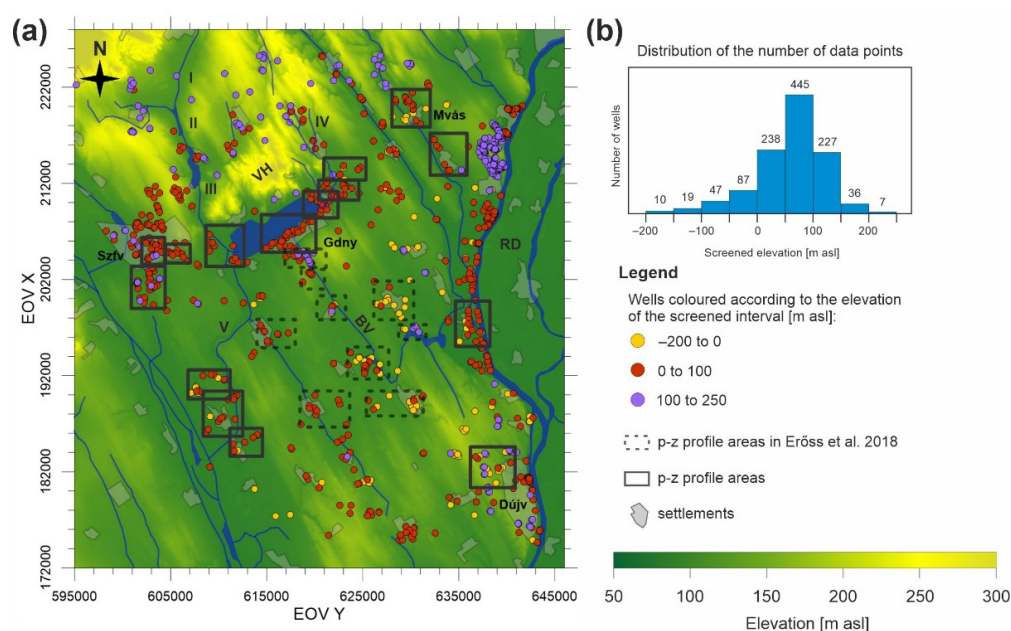 (a)
N
I
II
III
IV
VH
Mvás
Szfv
Gdny
RD
V
BV
Dújv
EOV X
222000
212000
202000
192000
182000
172000
595000 605000 615000 625000 635000 645000
EOV Y
(b)
Distribution of the number of data points
Number of wells
10 19 47 87 238 445 227 36 7
−200 −100 0 100 200
Screened elevation [m asl]
Legend
Wells coloured according to the elevation
of the screened interval [m asl]:
−200 to 0
0 to 100
100 to 250
p-z profile areas in Erőss et al. 2018
p-z profile areas
settlements
50 100 150 200 250 300
Elevation [m asl]